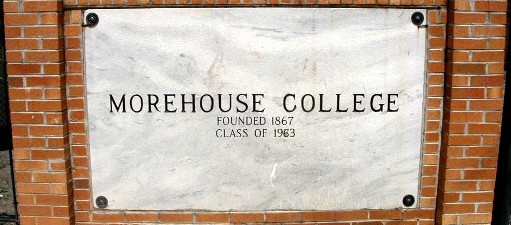 MOREHOUSE COLLEGE
FOUNDED 1867
CLASS OF 1963